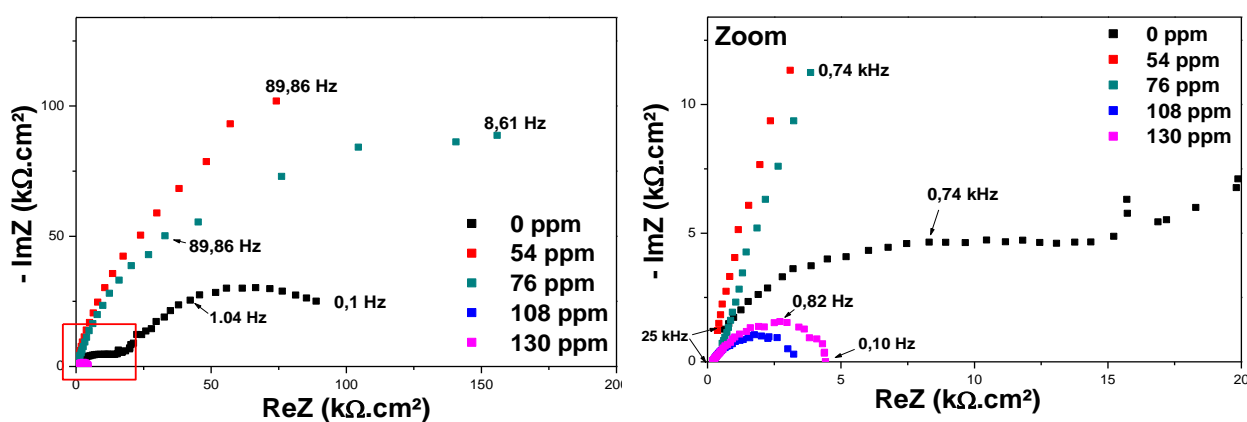 89,86 Hz
100
8,61 Hz
- ImZ (kΩ.cm²)
50
89,86 Hz
0,1 Hz
1.04 Hz
0
0 50 100 150 200
ReZ (kΩ.cm²)
0 ppm
54 ppm
76 ppm
108 ppm
130 ppm
Zoom
0,74 kHz
10
- ImZ (kΩ.cm²)
0,74 kHz
5
0,82 Hz
25 kHz
0,10 Hz
0
0 5 10 15 20
ReZ (kΩ.cm²)
0 ppm
54 ppm
76 ppm
108 ppm
130 ppm